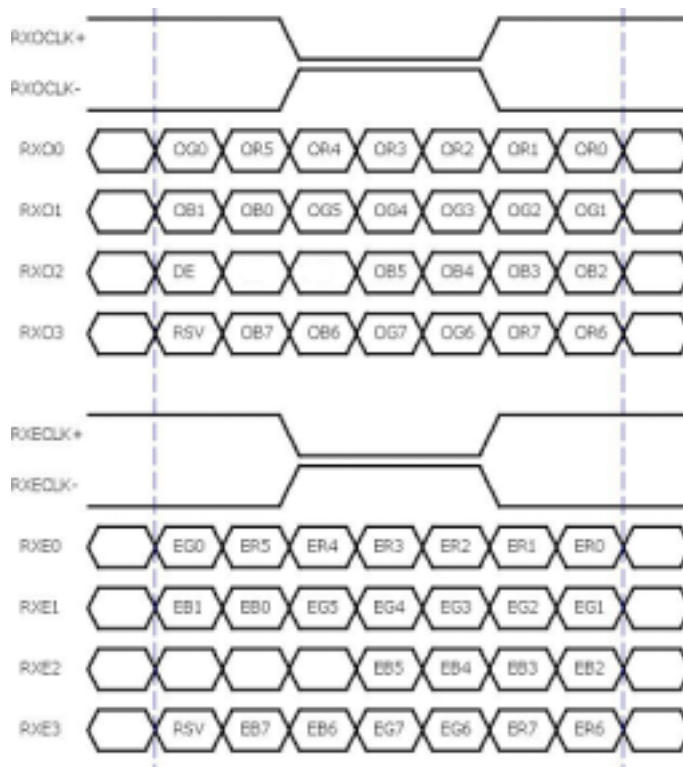 RXOCLK+
RXOCLK-
RXO0 OG0 OR5 OR4 OR3 OR2 OR1 OR0
RXO1 OB1 OB0 OG5 OG4 OG3 OG2 OG1
RXO2 DE OB5 OB4 OB3 OB2
RXO3 RSV OB7 OB6 OG7 OG6 OR7 OR6
RXECLK+
RXECLK-
RXE0 EG0 ER5 ER4 ER3 ER2 ER1 ER0
RXE1 EB1 EB0 EG5 EG4 EG3 EG2 EG1
RXE2 EB5 EB4 EB3 EB2
RXE3 RSV EB7 EB6 EG7 EG6 ER7 ER6